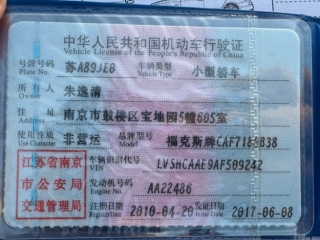 中华人民共和国机动车行驶证
Vehicle License of the People's Republic of China
号牌号码 苏A89JE0 车辆类型 小型轿车
Plate No. Vehicle Type
所有人 朱逸清
Owner
住址 南京市鼓楼区宝地园5幢605室
Address
使用性质 非营运 品牌型号 福克斯牌CAF7180B38
Use Character Model
江苏省南京
市公安局
交通管理局
车辆识别代号 LVSHCAAE9AF509242
VIN
发动机号码 AA22486
Engine No.
注册日期 2010-04-20 发证日期 2017-06-08
Register Date Issue Date